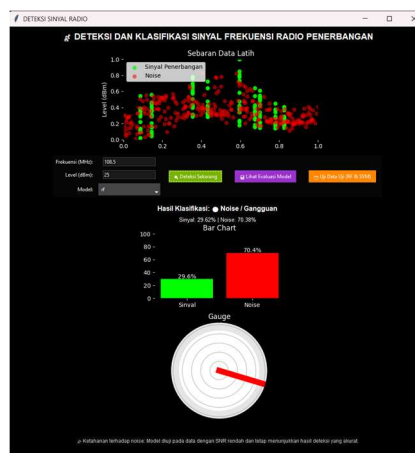 DETEKSI SINYAL RADIO
DETEKSI DAN KLASIFIKASI SINYAL FREKUENSI RADIO PENERBANGAN
Sebaran Data Latih
Sinyal Penerbangan
Noise
Level (dBm)
1.0
0.8
0.6
0.4
0.2
0.0
0.0 0.2 0.4 0.6 0.8 1.0
Frekuensi (MHz): 108.5
Level (dBm): 25
Deteksi Sekarang
Lihat Evaluasi Model
Uji Data Uji (RF & SVM)
Model: rf
Hasil Klasifikasi: Noise / Gangguan
Sinyal: 29.62% | Noise: 70.38%
Bar Chart
100
80
60
40
20
0
29.6%
70.4%
Sinyal Noise
Gauge
Ketahanan terhadap noise: Model diuji pada data dengan SNR rendah dan tetap menunjukkan hasil deteksi yang akurat.